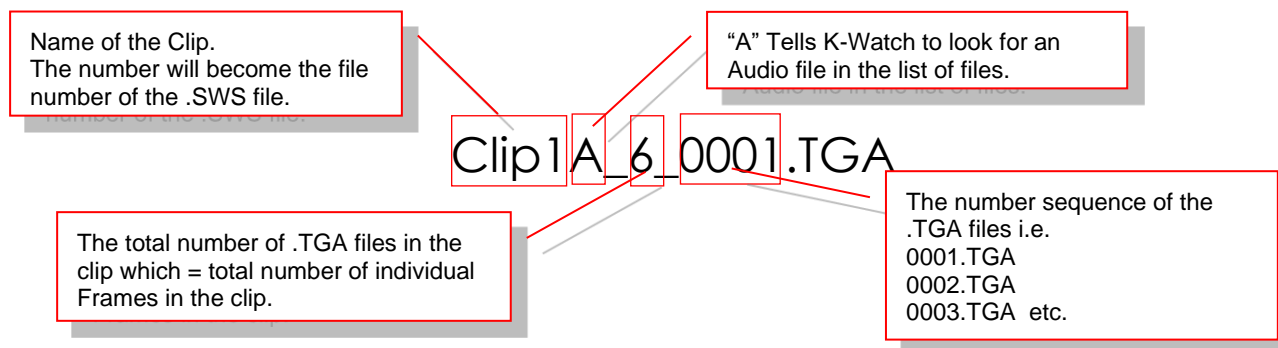 Name of the Clip.
The number will become the file
number of the .SWS file.
“A” Tells K-Watch to look for an
Audio file in the list of files.
Clip1A_6_0001.TGA
The total number of .TGA files in the
clip which = total number of individual
Frames in the clip.
The number sequence of the
.TGA files i.e.
0001.TGA
0002.TGA
0003.TGA etc.